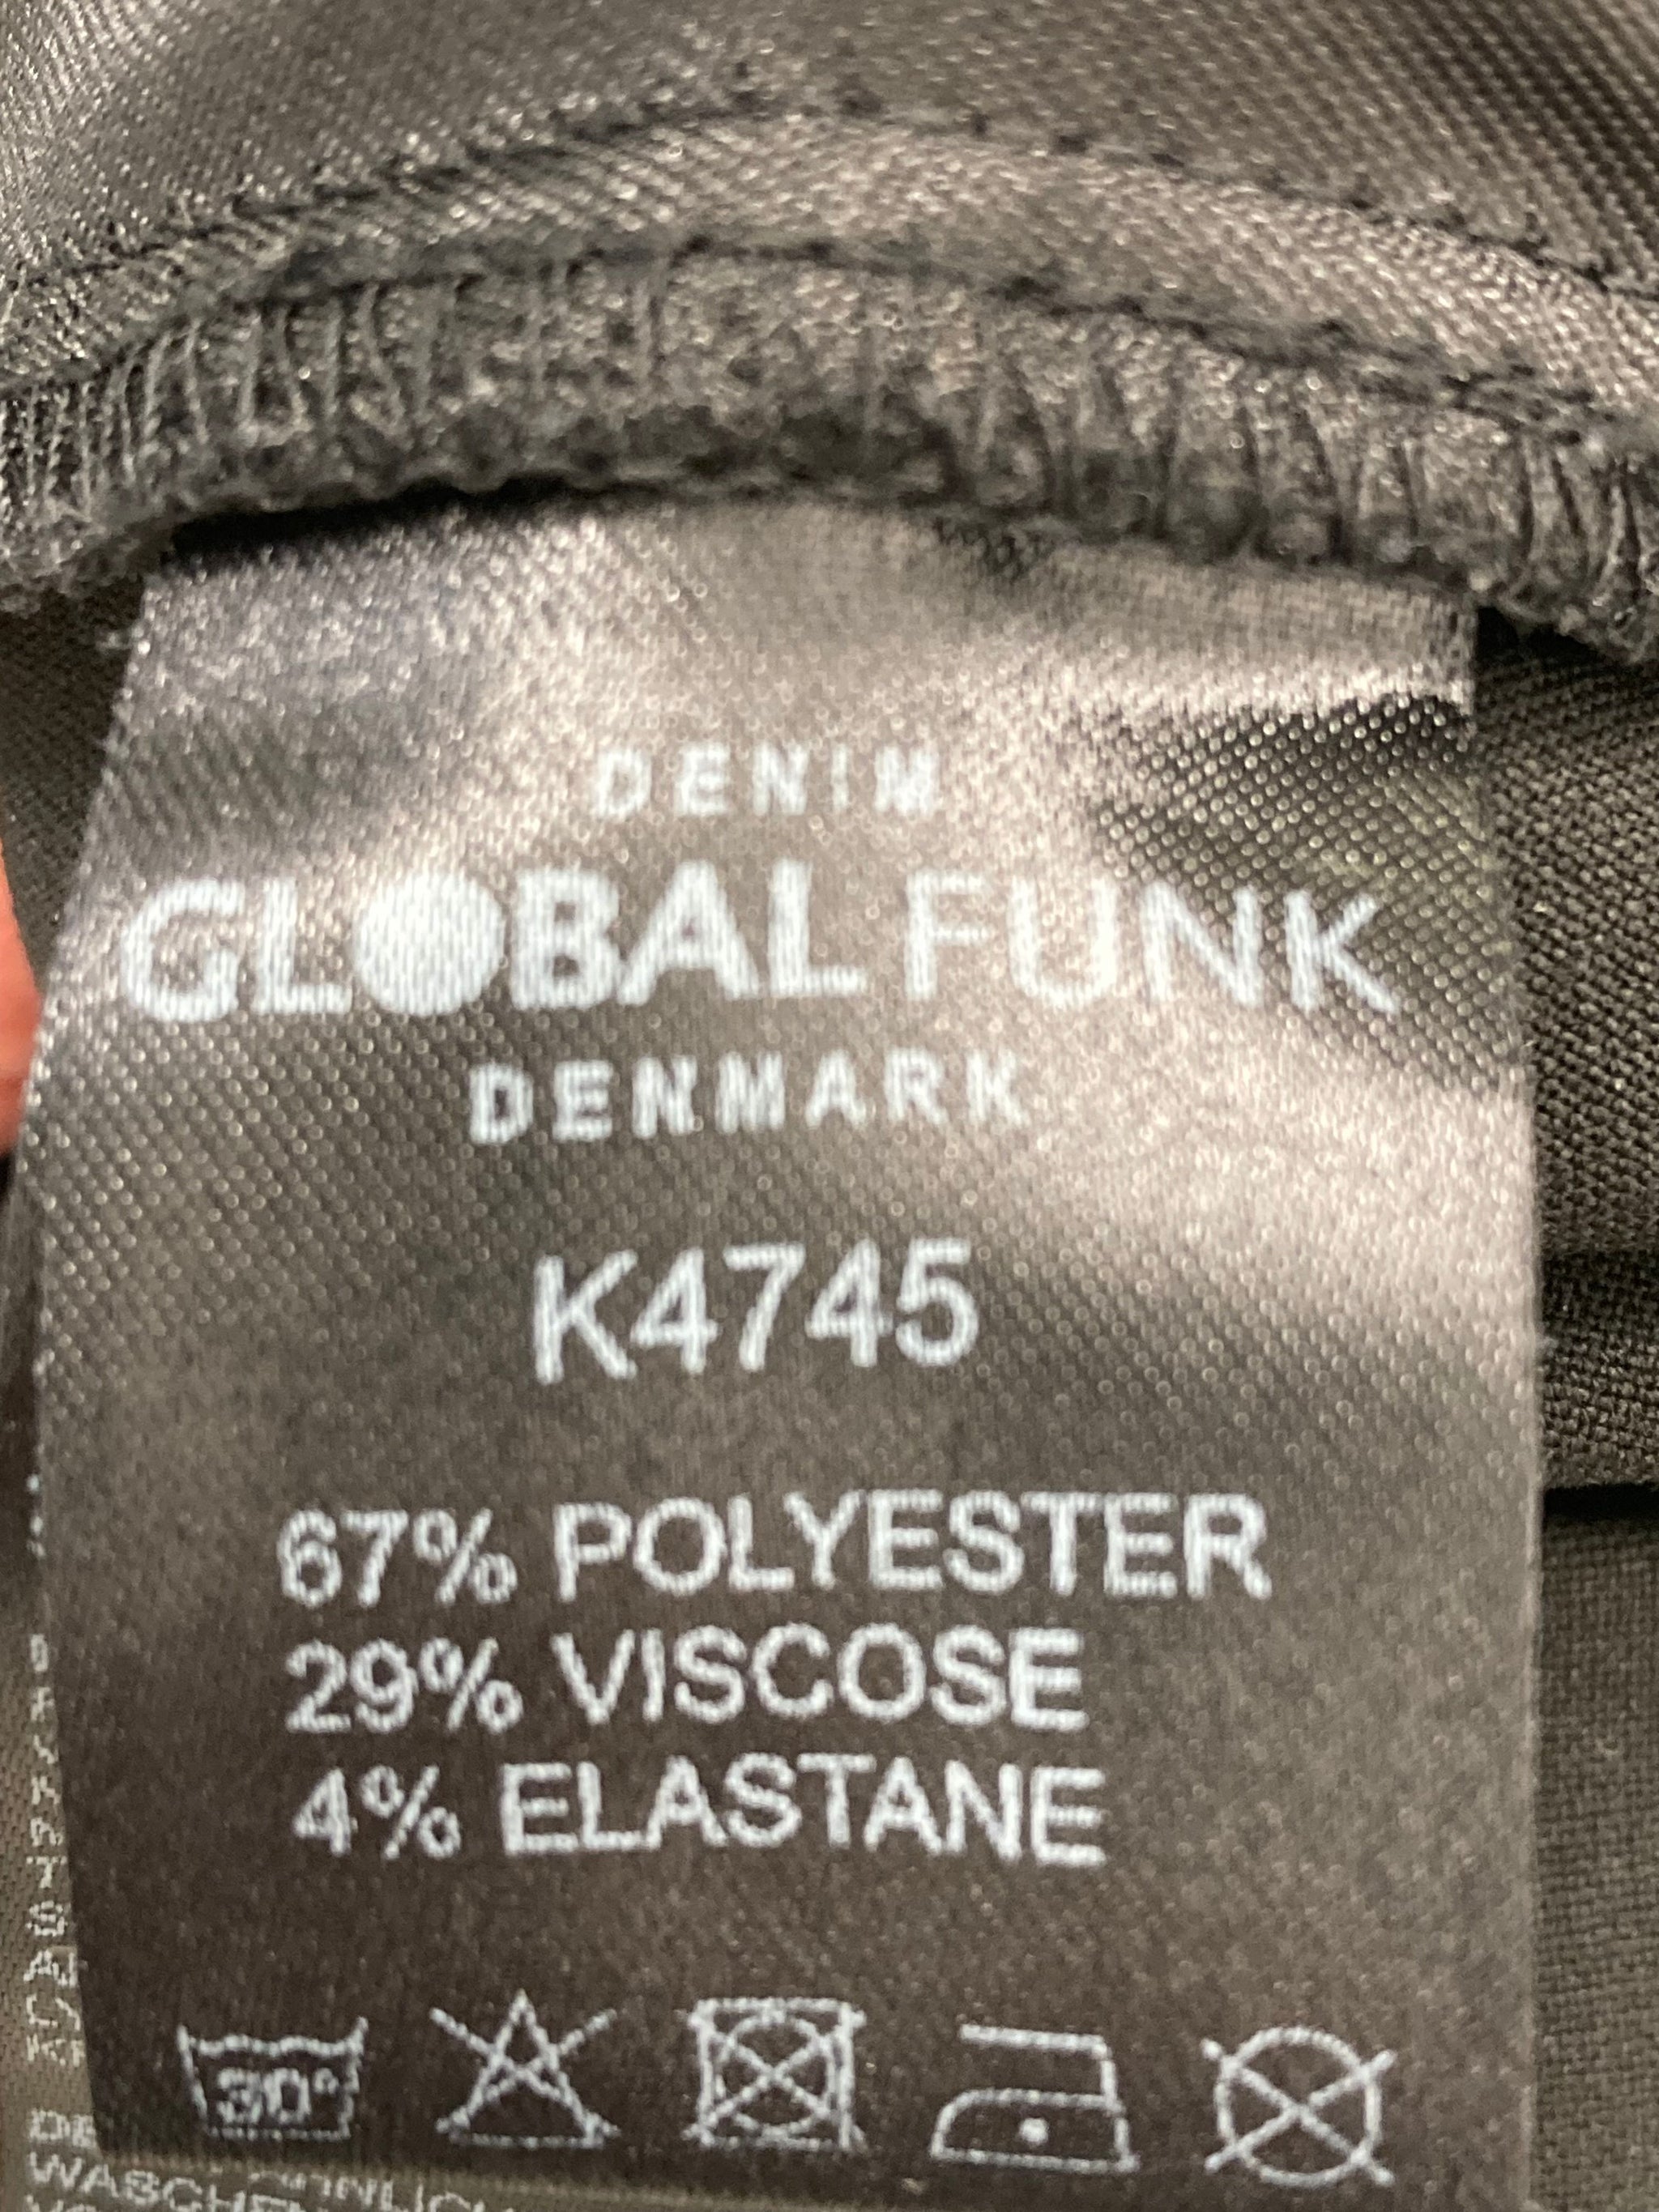 DENIM
GLOBAL FUNK
DENMARK
K4745
67% POLYESTER
29% VISCOSE
4% ELASTANE
30°